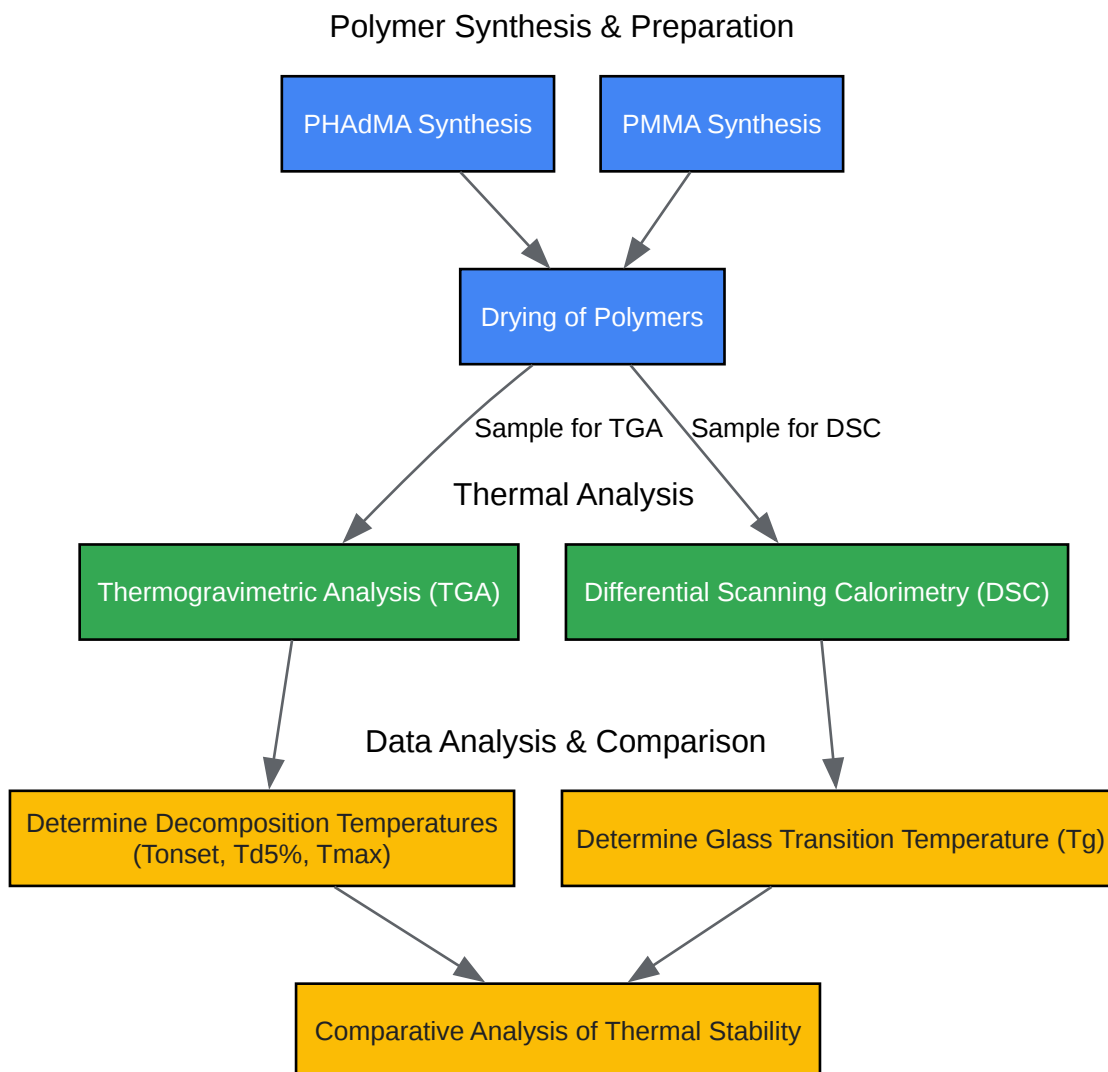 Polymer Synthesis & Preparation
PHAdMA Synthesis
PMMA Synthesis
Drying of Polymers
Sample for TGA
Sample for DSC
Thermal Analysis
Thermogravimetric Analysis (TGA)
Differential Scanning Calorimetry (DSC)
Data Analysis & Comparison
Determine Decomposition Temperatures
(Tonset, Td5%, Tmax)
Determine Glass Transition Temperature (Tg)
Comparative Analysis of Thermal Stability